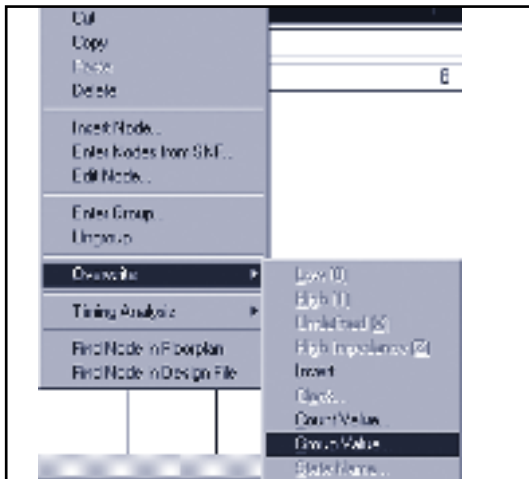 Cut
Copy
Paste
Delete
Insert Node...
Enter Nodes from SNF...
Edit Node...
Enter Group...
Ungroup
Overwrite
Timing Analysis
Find Node in Floorplan
Find Node in Design File
6
Low (0)
High (1)
Undefined (X)
High Impedance (Z)
Invert
Clock...
Count Value...
Group Value...
State Name...